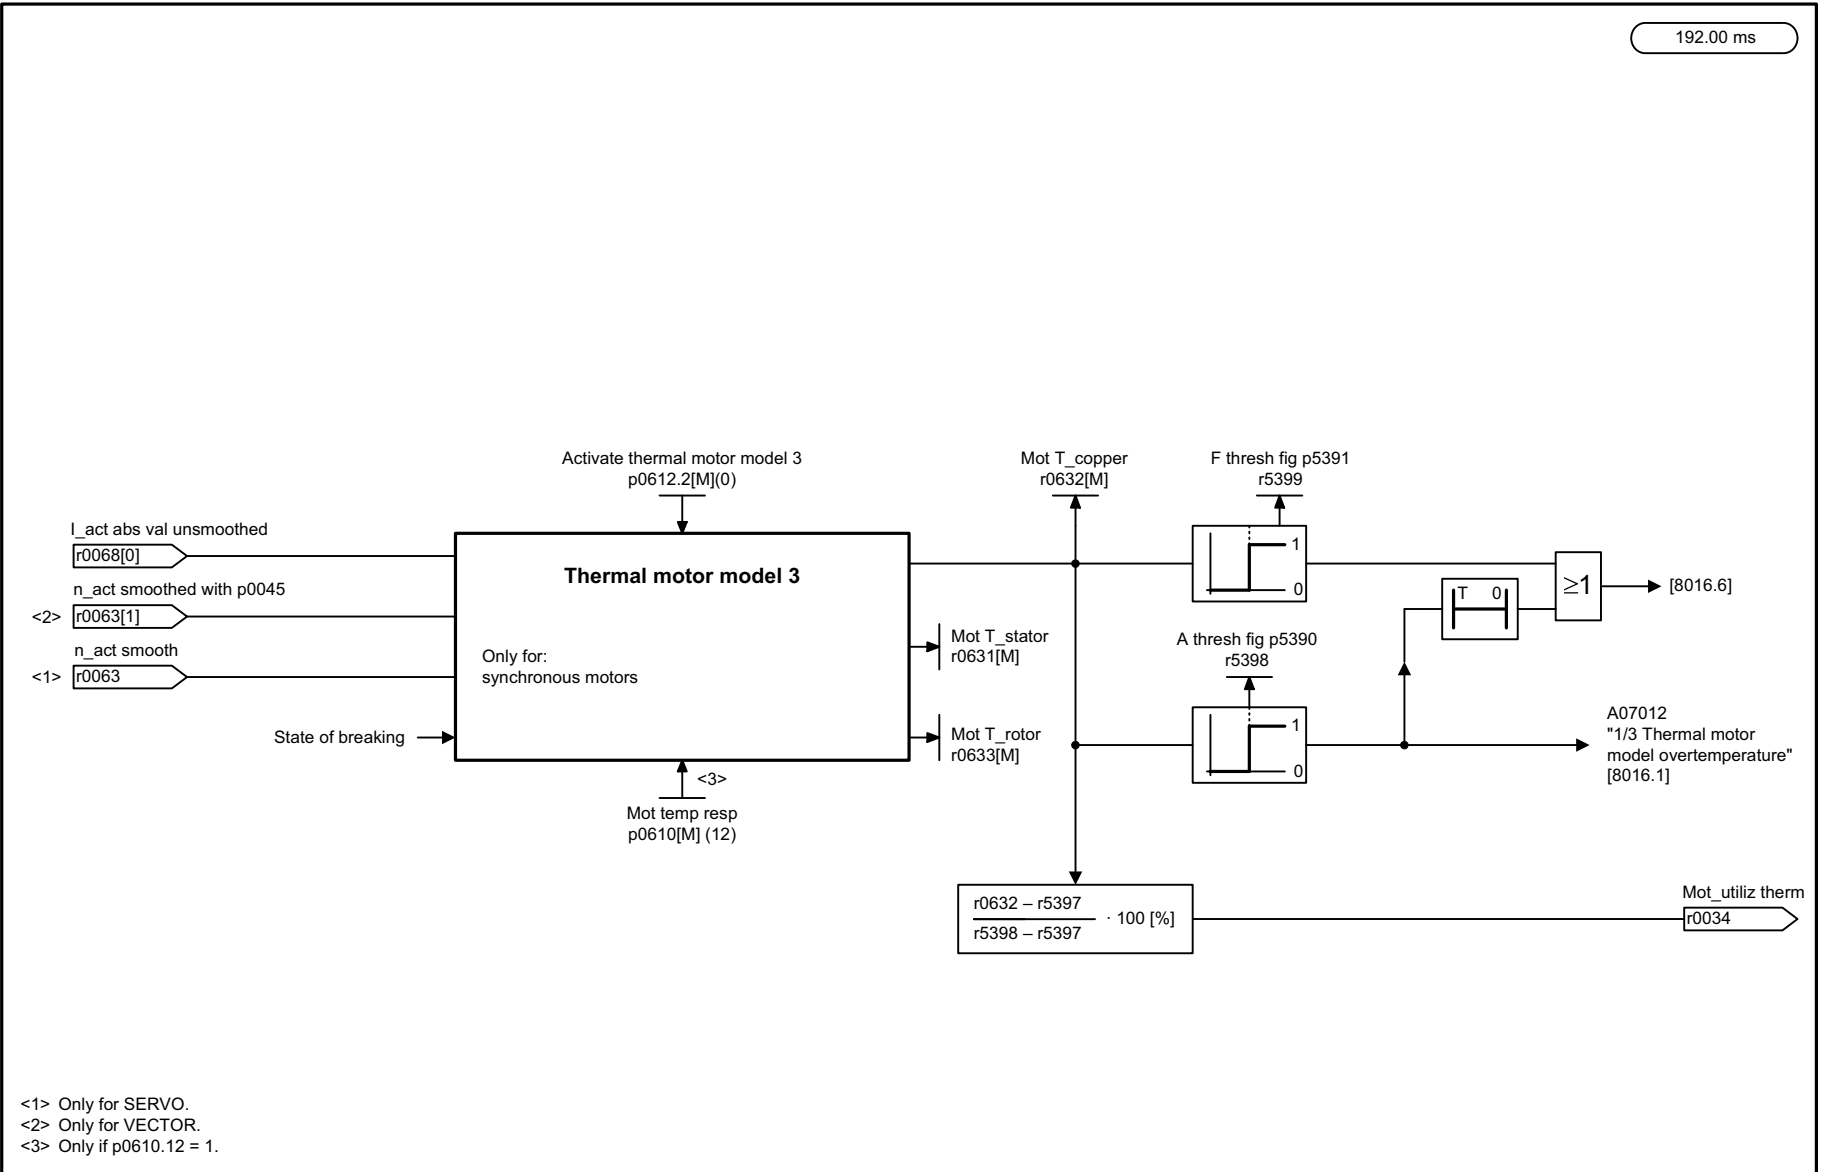 192.00 ms
Activate thermal motor model 3
p0612.2[M](0)
Mot T_copper
r0632[M]
F thresh fig p5391
r5399
I_act abs val unsmoothed
r0068[0]
n_act smoothed with p0045
<2> r0063[1]
n_act smooth
<1> r0063
State of breaking
Thermal motor model 3
Only for:
synchronous motors
Mot T_stator
r0631[M]
Mot T_rotor
r0633[M]
<3>
Mot temp resp
p0610[M] (12)
1
0
A thresh fig p5390
r5398
1
0
T 0
≥1
[8016.6]
A07012
"1/3 Thermal motor
model overtemperature"
[8016.1]
r0632 – r5397
r5398 – r5397
· 100 [%]
Mot_utiliz therm
r0034
<1> Only for SERVO.
<2> Only for VECTOR.
<3> Only if p0610.12 = 1.